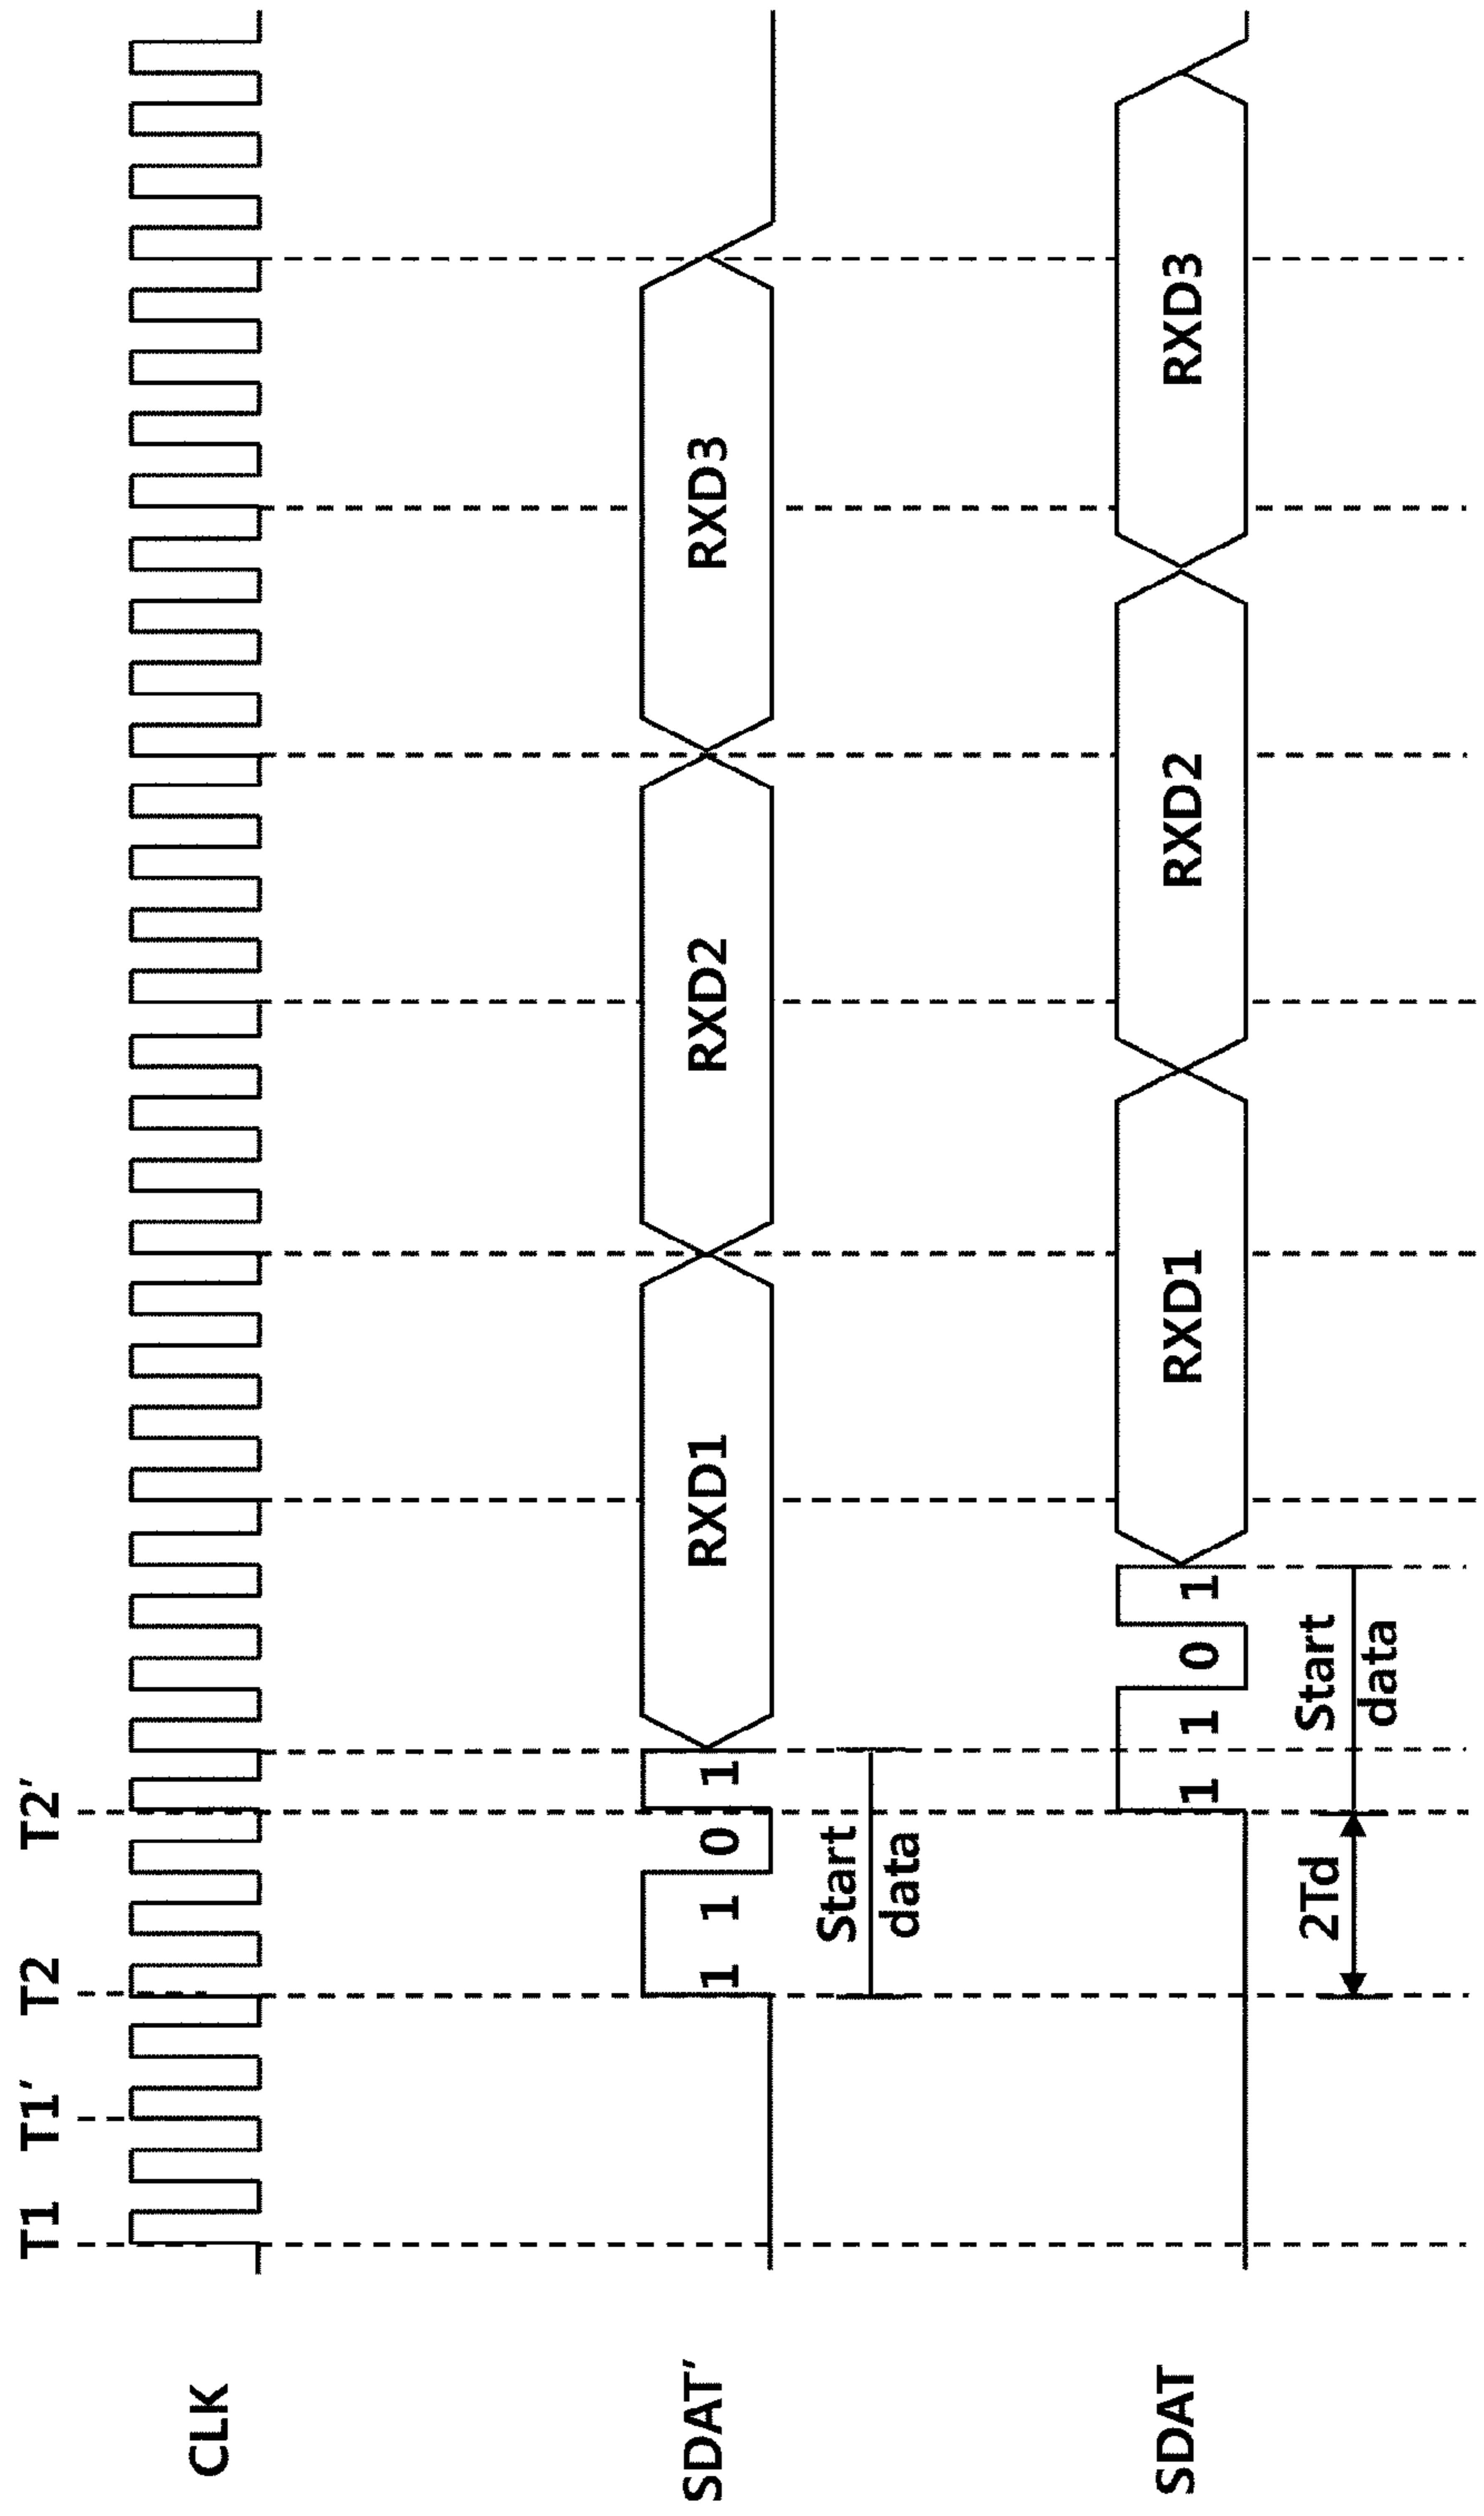 T1 T1′ T2 T2′
CLK
SDAT′ 1 1 0 1 RXD1 RXD2 RXD3
Start
data
SDAT 1 1 0 1 RXD1 RXD2 RXD3
2Td Start
data